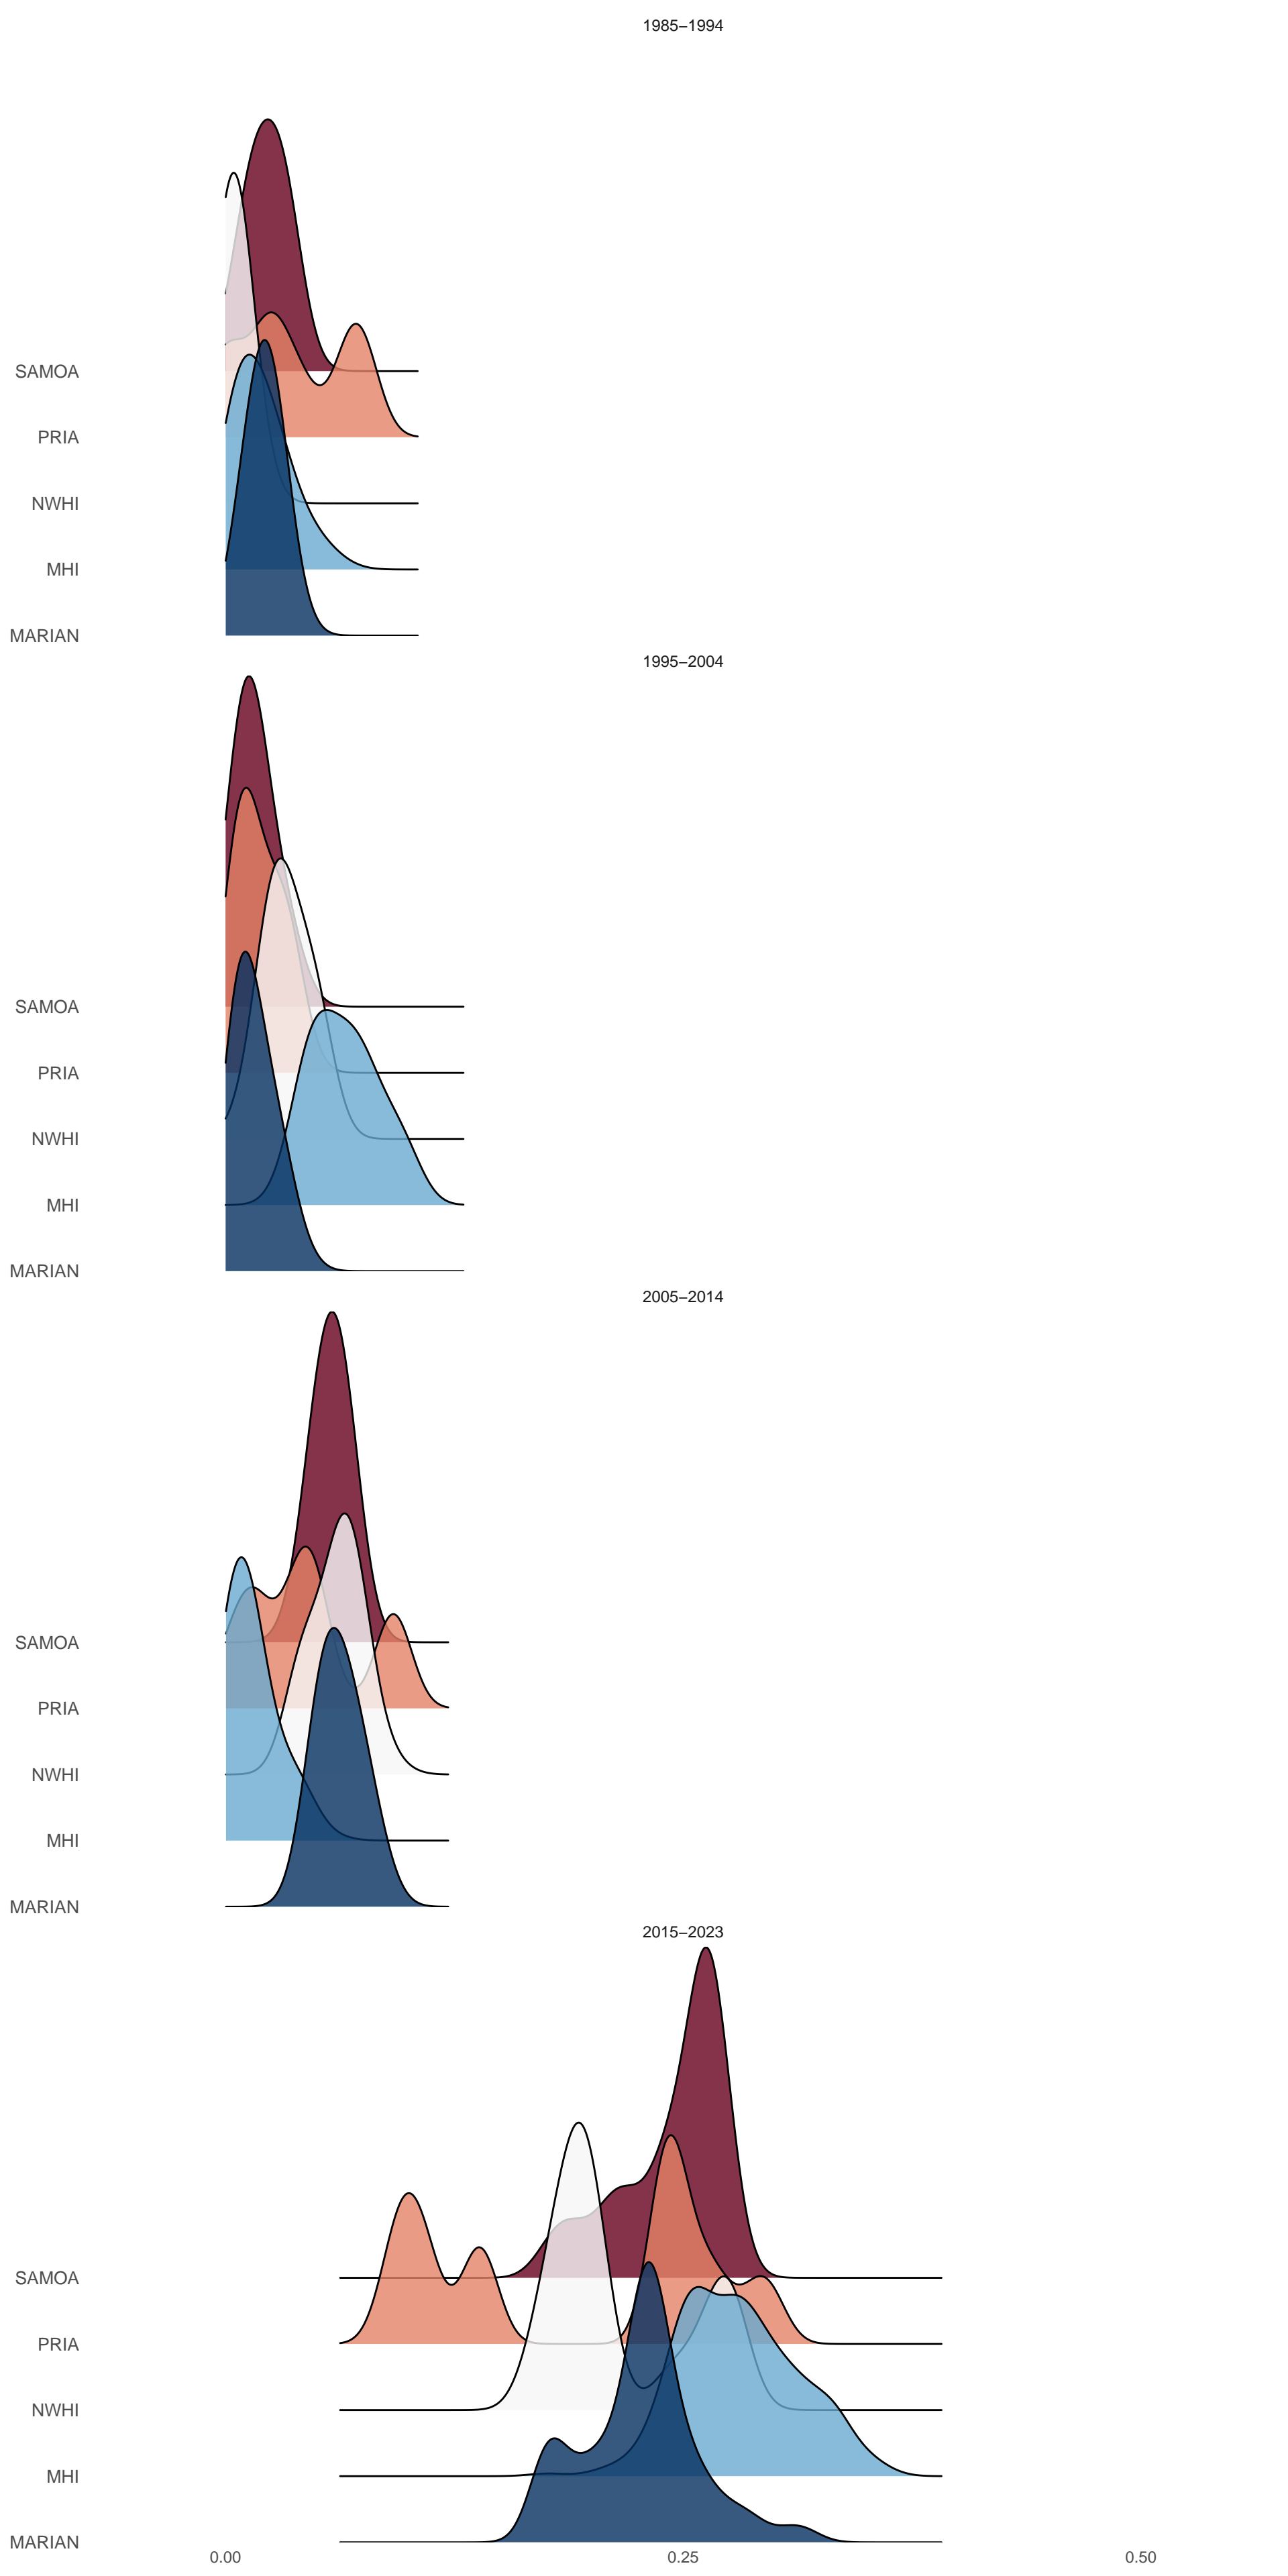 1985–1994
SAMOA
PRIA
NWHI
MHI
MARIAN
1995–2004
SAMOA
PRIA
NWHI
MHI
MARIAN
2005–2014
SAMOA
PRIA
NWHI
MHI
MARIAN
2015–2023
SAMOA
PRIA
NWHI
MHI
MARIAN
0.00 0.25 0.50